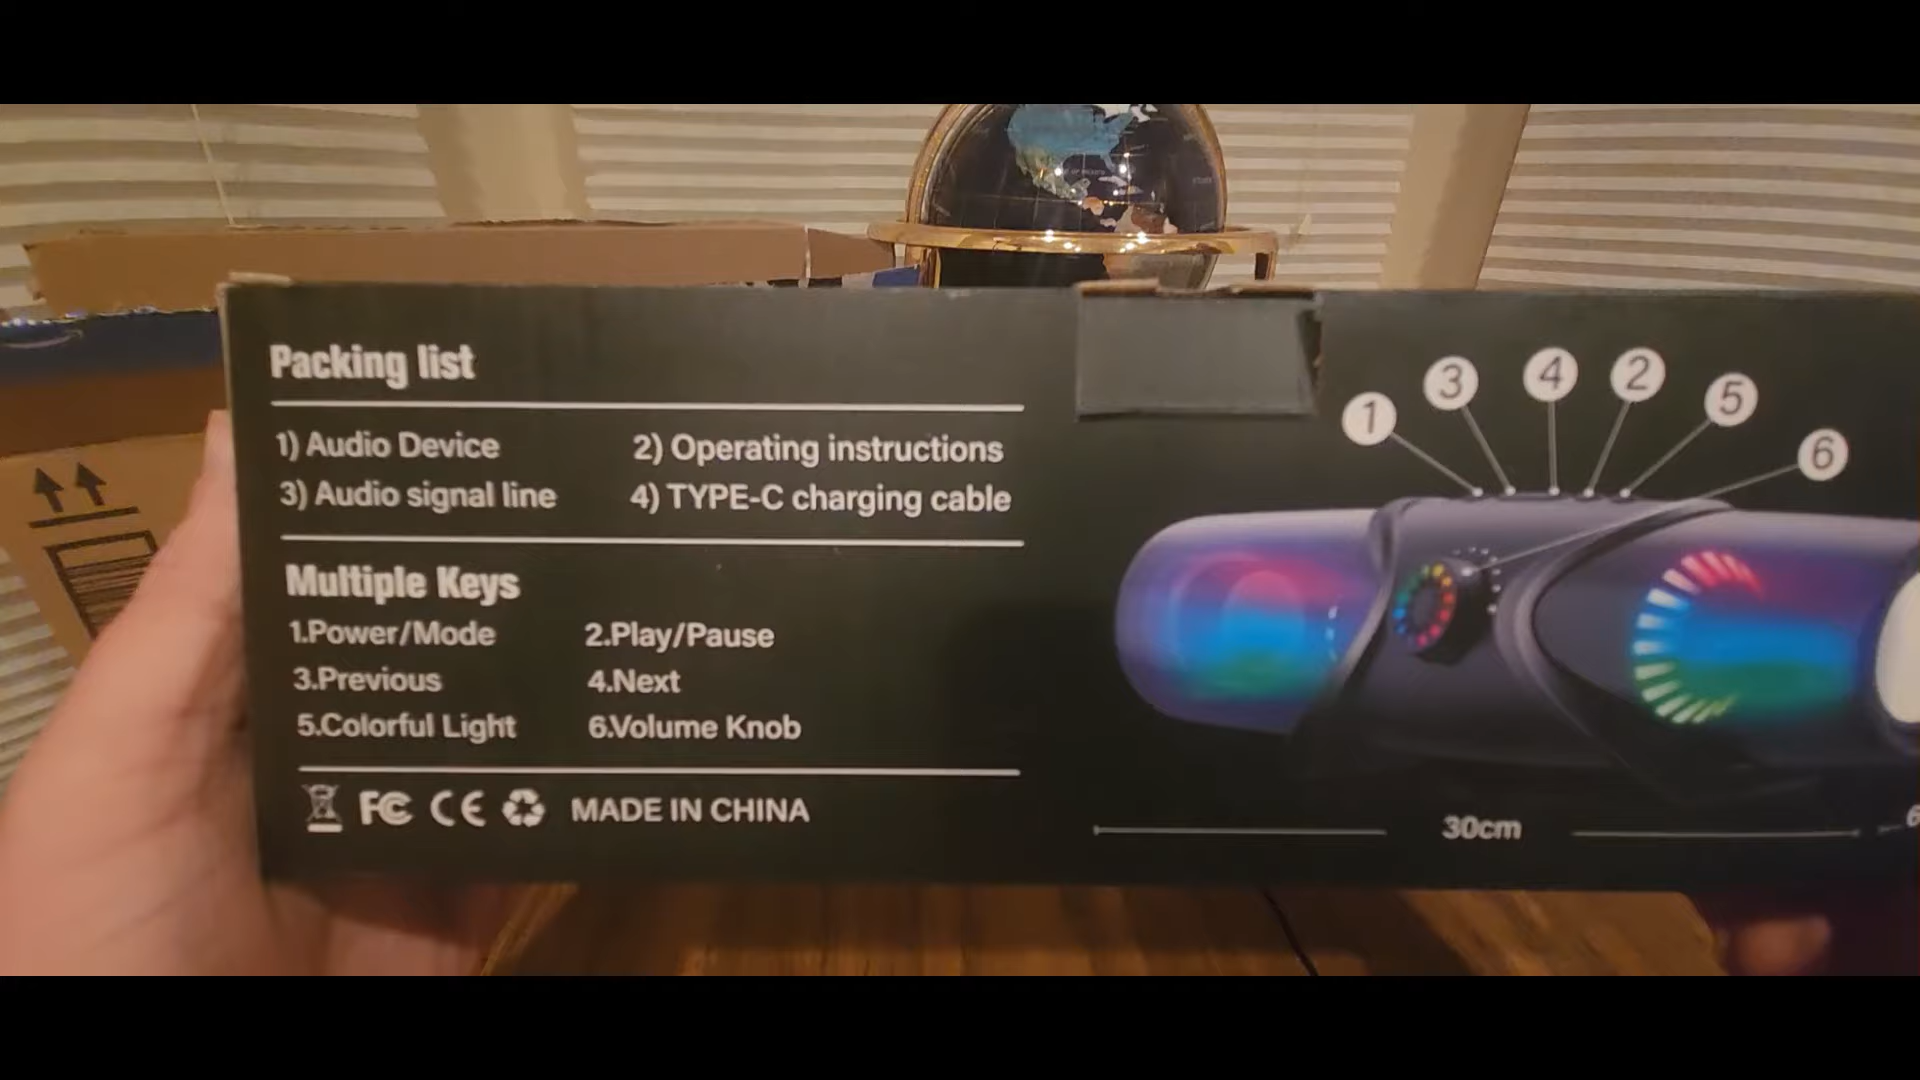 Packing list
1) Audio Device 2) Operating instructions
3) Audio signal line 4) TYPE-C charging cable
Multiple Keys
1.Power/Mode 2.Play/Pause
3.Previous 4.Next
5.Colorful Light 6.Volume Knob
FC CE MADE IN CHINA
1 3 4 2 5 6
30cm